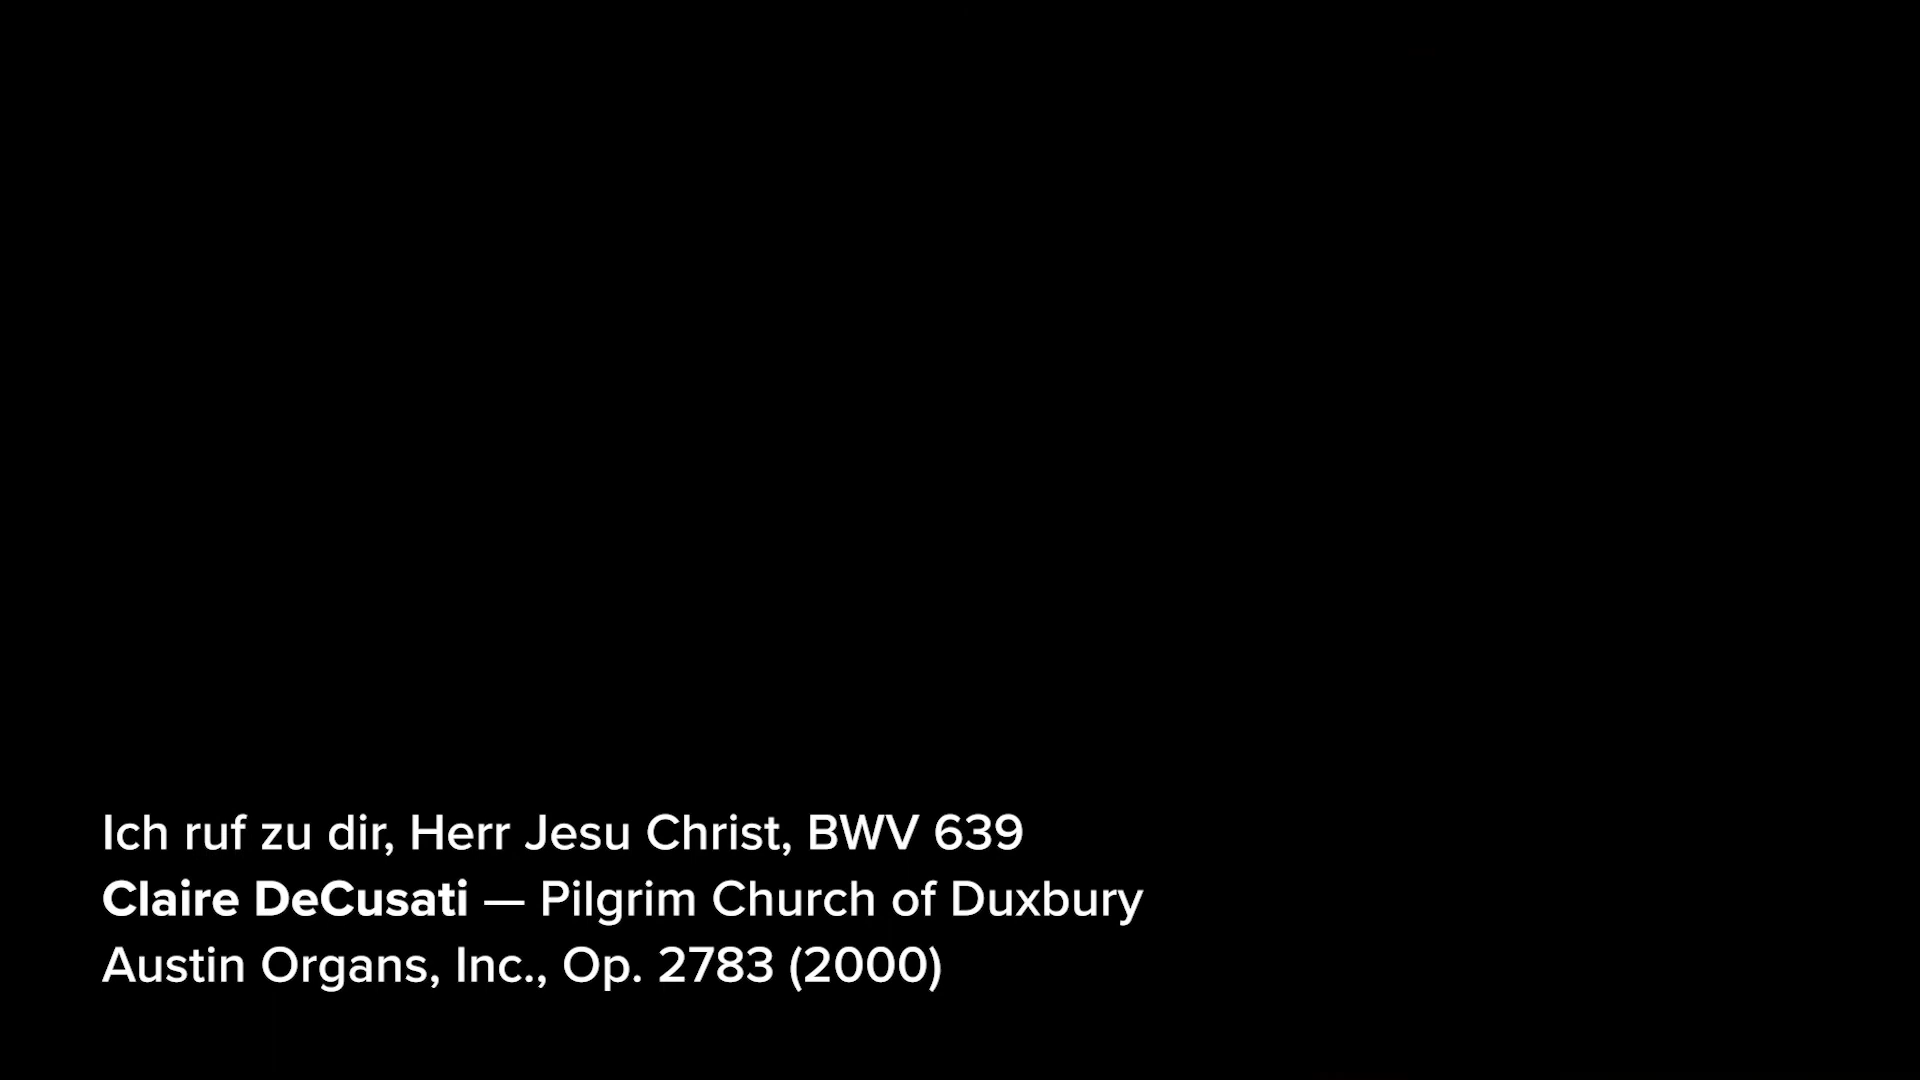 Ich ruf zu dir, Herr Jesu Christ, BWV 639
Claire DeCusati — Pilgrim Church of Duxbury
Austin Organs, Inc., Op. 2783 (2000)